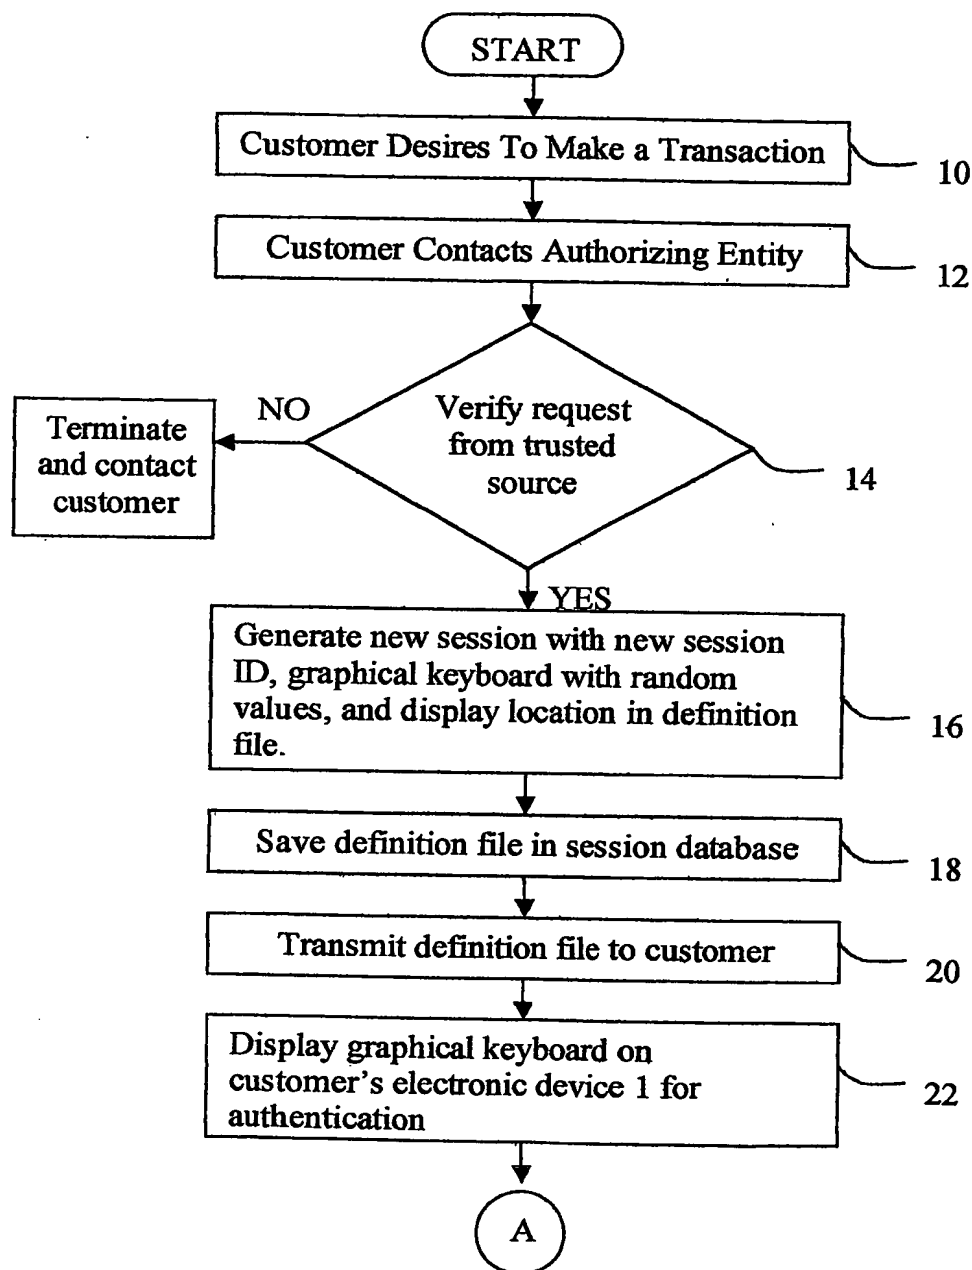 START
Customer Desires To Make a Transaction
10
Customer Contacts Authorizing Entity
12
Verify request
from trusted
source
14
NO
Terminate
and contact
customer
YES
Generate new session with new session
ID, graphical keyboard with random
values, and display location in definition
file.
16
Save definition file in session database
18
Transmit definition file to customer
20
Display graphical keyboard on
customer's electronic device 1 for
authentication
22
A